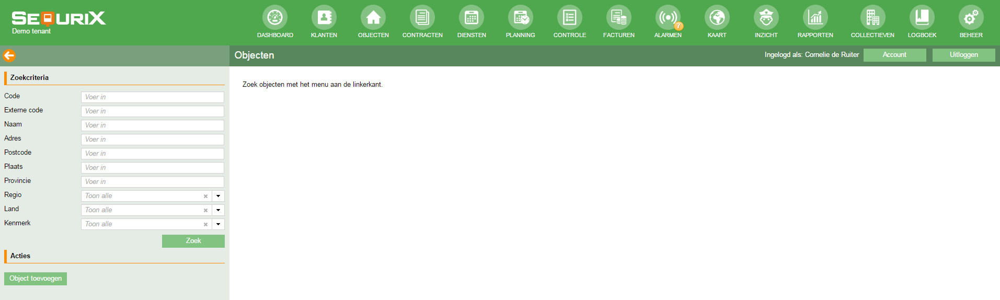 SEQURIX
Demo tenant
DASHBOARD
KLANTEN
OBJECTEN
CONTRACTEN
DIENSTEN
PLANNING
CONTROLE
FACTUREN
7
ALARMEN
KAART
INZICHT
RAPPORTEN
COLLECTIEVEN
LOGBOEK
BEHEER
Objecten
Ingelogd als: Cornelie de Ruiter
Account
Uitloggen
Zoekcriteria
Code Voer in
Externe code Voer in
Naam Voer in
Adres Voer in
Postcode Voer in
Plaats Voer in
Provincie Voer in
Regio Toon alle
Land Toon alle
Kenmerk Toon alle
Zoek
Acties
Object toevoegen
Zoek objecten met het menu aan de linkerkant.